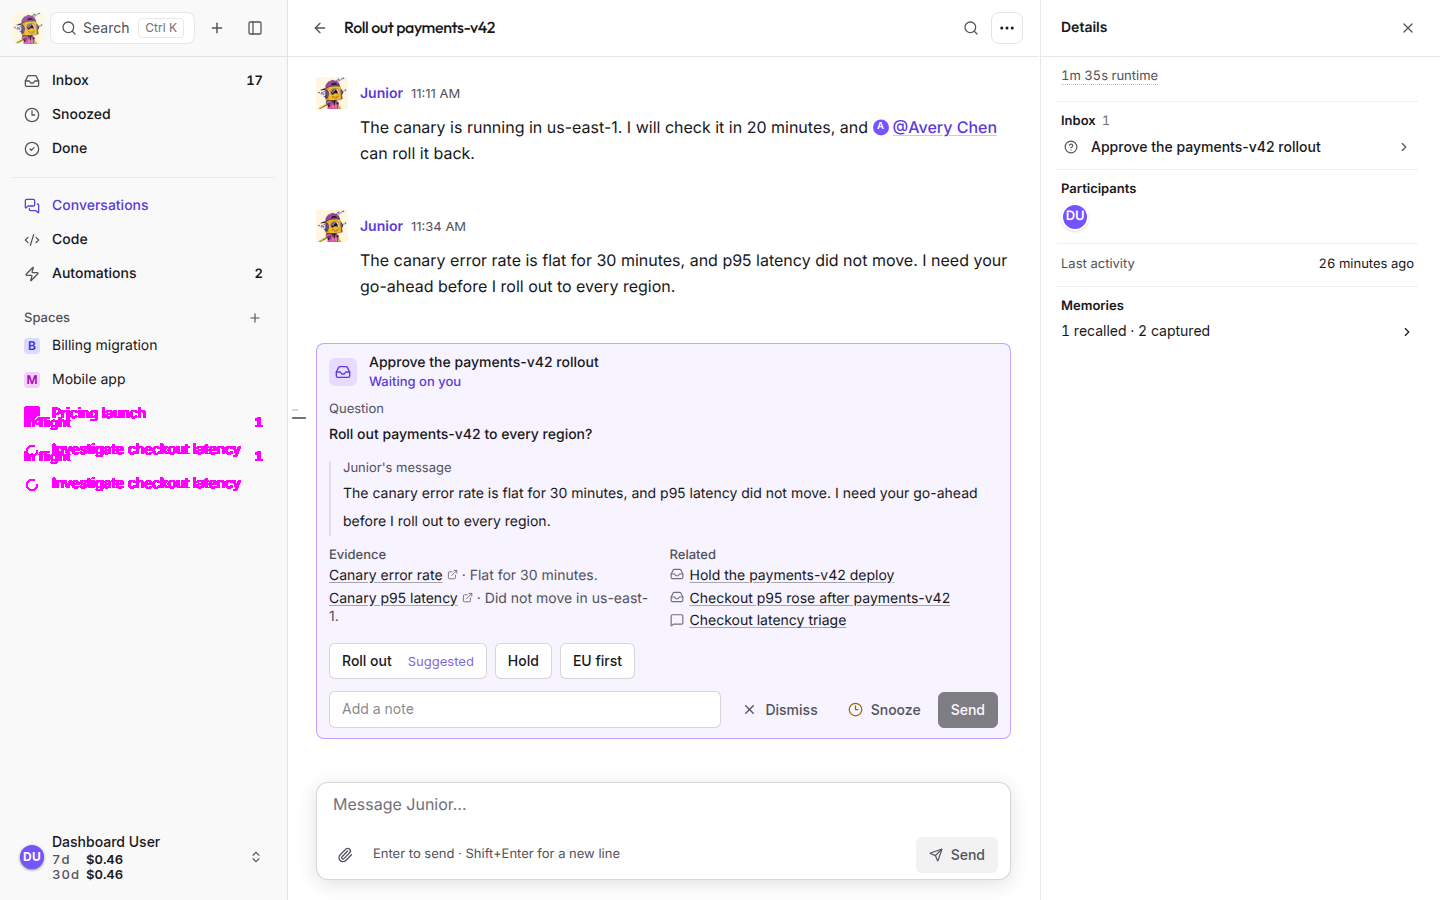 Search Ctrl K
Inbox 17
Snoozed
Done
Conversations
Code
Automations 2
Spaces
B Billing migration
M Mobile app
Pricing launch
In flight 1
Investigate checkout latency
In flight 1
Investigate checkout latency
DU Dashboard User
7d $0.46
30d $0.46
Roll out payments-v42
Junior 11:11 AM
The canary is running in us-east-1. I will check it in 20 minutes, and A @Avery Chen
can roll it back.
Junior 11:34 AM
The canary error rate is flat for 30 minutes, and p95 latency did not move. I need your
go-ahead before I roll out to every region.
Approve the payments-v42 rollout
Waiting on you
Question
Roll out payments-v42 to every region?
Junior's message
The canary error rate is flat for 30 minutes, and p95 latency did not move. I need your go-ahead
before I roll out to every region.
Evidence
Canary error rate · Flat for 30 minutes.
Canary p95 latency · Did not move in us-east-
1.
Related
Hold the payments-v42 deploy
Checkout p95 rose after payments-v42
Checkout latency triage
Roll out Suggested Hold EU first
Add a note Dismiss Snooze Send
Message Junior...
Enter to send · Shift+Enter for a new line Send
Details
1m 35s runtime
Inbox 1
Approve the payments-v42 rollout
Participants
DU
Last activity 26 minutes ago
Memories
1 recalled · 2 captured